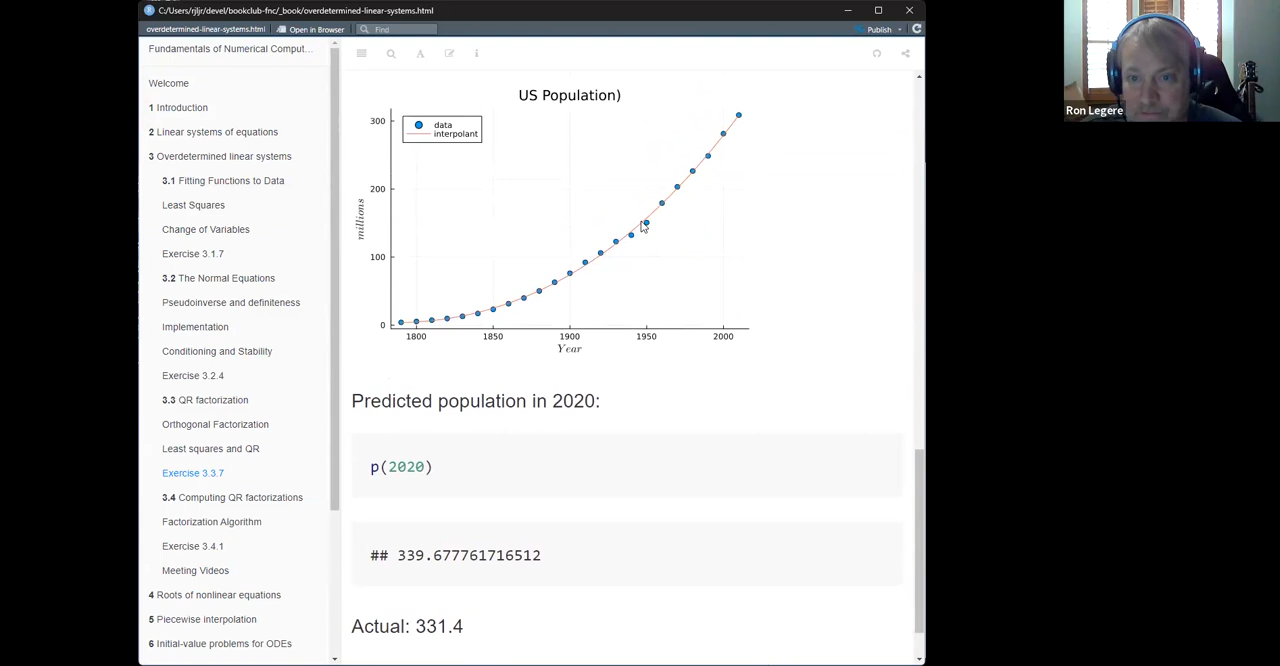 C:/Users/rjljr/devel/bookclub-fnc/_book/overdetermined-linear-systems.html
overdetermined-linear-systems.html
Open in Browser
Find
Publish
Fundamentals of Numerical Comput...
Welcome
1 Introduction
2 Linear systems of equations
3 Overdetermined linear systems
3.1 Fitting Functions to Data
Least Squares
Change of Variables
Exercise 3.1.7
3.2 The Normal Equations
Pseudoinverse and definiteness
Implementation
Conditioning and Stability
Exercise 3.2.4
3.3 QR factorization
Orthogonal Factorization
Least squares and QR
Exercise 3.3.7
3.4 Computing QR factorizations
Factorization Algorithm
Exercise 3.4.1
Meeting Videos
4 Roots of nonlinear equations
5 Piecewise interpolation
6 Initial-value problems for ODEs
US Population)
data
interpolant
300
200
100
0
millions
1800 1850 1900 1950 2000
Year
Predicted population in 2020:
p(2020)
## 339.677761716512
Actual: 331.4
Ron Legere